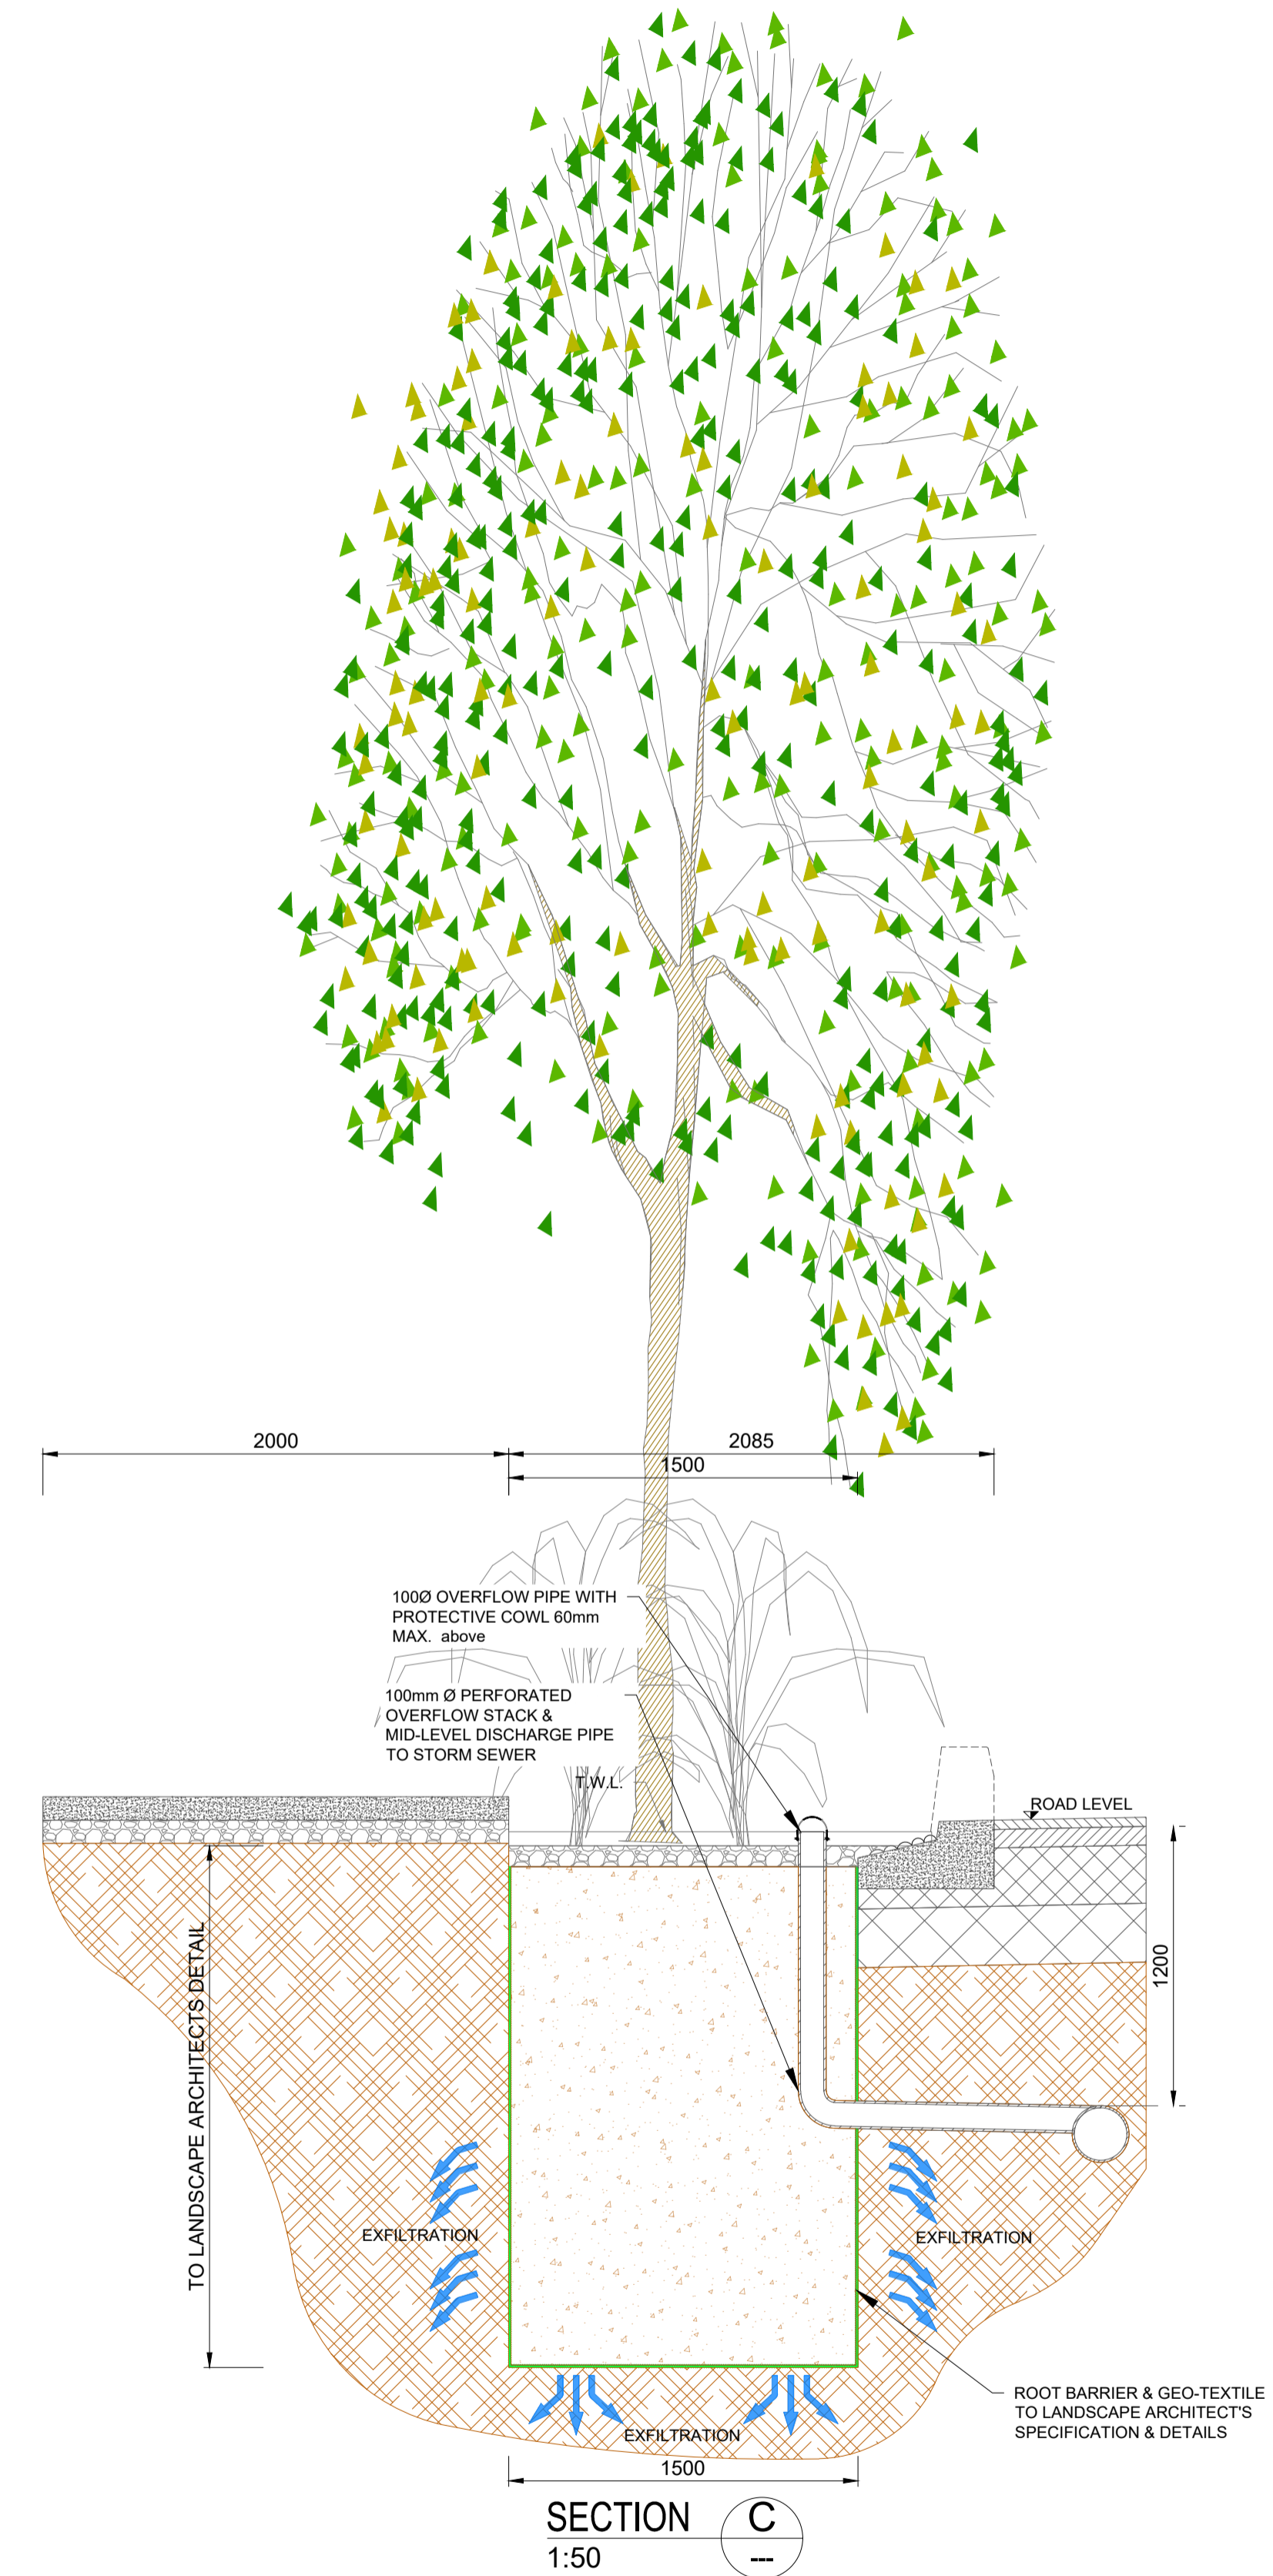 2000
2085
1500
100Ø OVERFLOW PIPE WITH
PROTECTIVE COWL 60mm
MAX. above
100mm Ø PERFORATED
OVERFLOW STACK &
MID-LEVEL DISCHARGE PIPE
TO STORM SEWER
T.W.L.
ROAD LEVEL
TO LANDSCAPE ARCHITECTS DETAIL
1200
EXFILTRATION
EXFILTRATION
ROOT BARRIER & GEO-TEXTILE
TO LANDSCAPE ARCHITECT'S
SPECIFICATION & DETAILS
EXFILTRATION
1500
SECTION C
1:50 ---